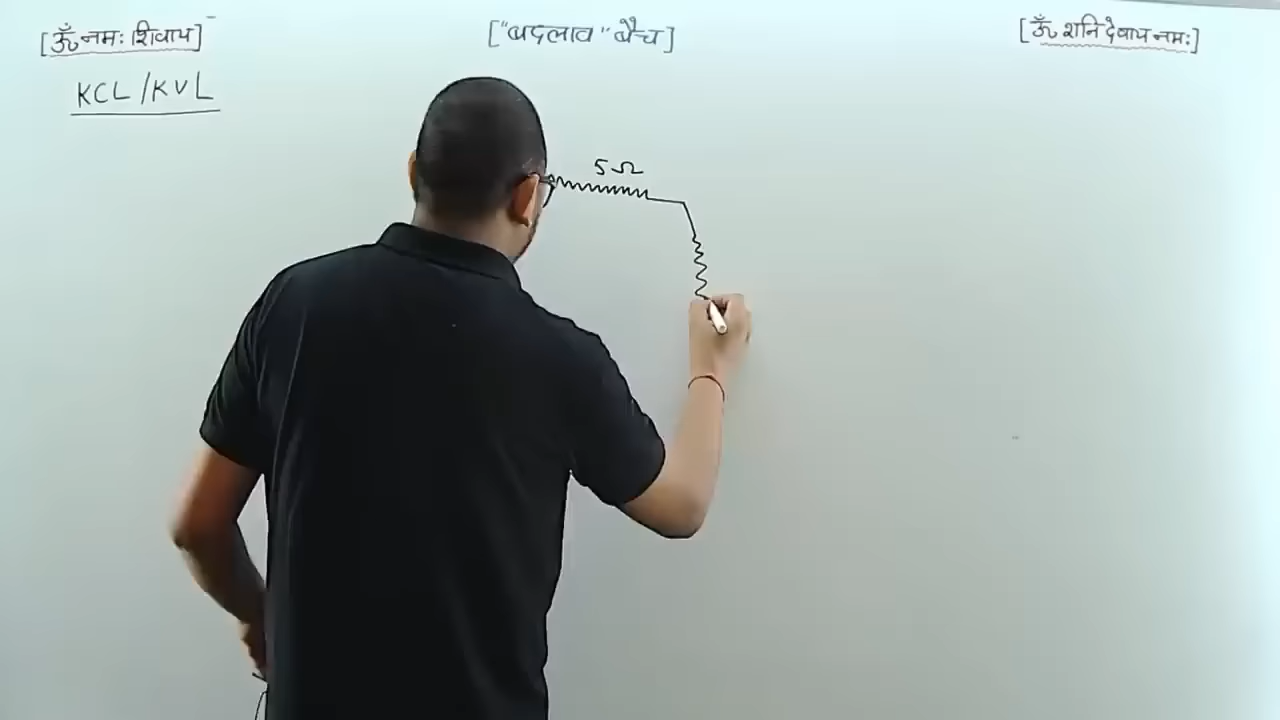 [ॐ नमः शिवाय]
["बदलाव" बैच]
[ॐ शनि देवाय नमः]
KCL/KVL
5Ω